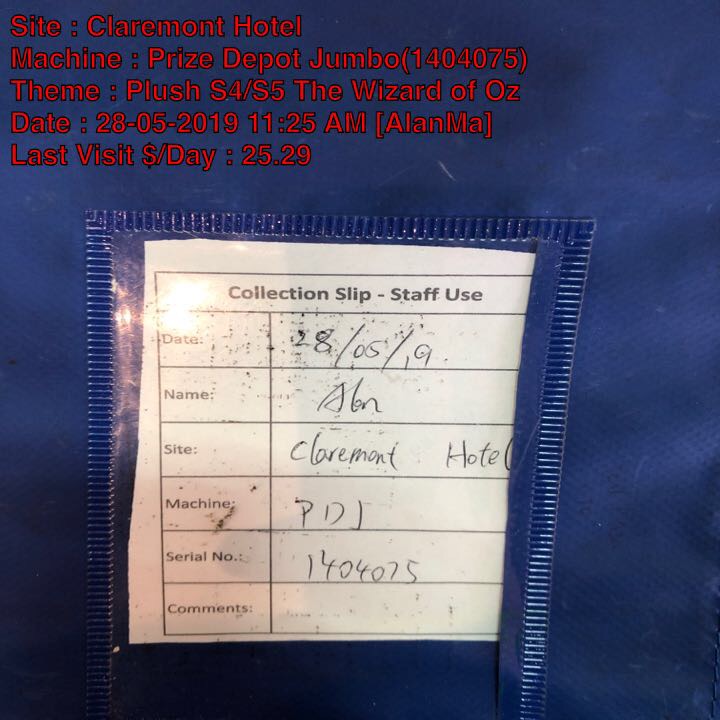 Site : Claremont Hotel
Machine : Prize Depot Jumbo(1404075)
Theme : Plush S4/S5 The Wizard of Oz
Date : 28-05-2019 11:25 AM [AlanMa]
Last Visit $/Day : 25.29
Collection Slip - Staff Use
Date: 28/05/19
Name: Alan
Site: Claremont Hotel
Machine: PDJ
Serial No.: 1404075
Comments: